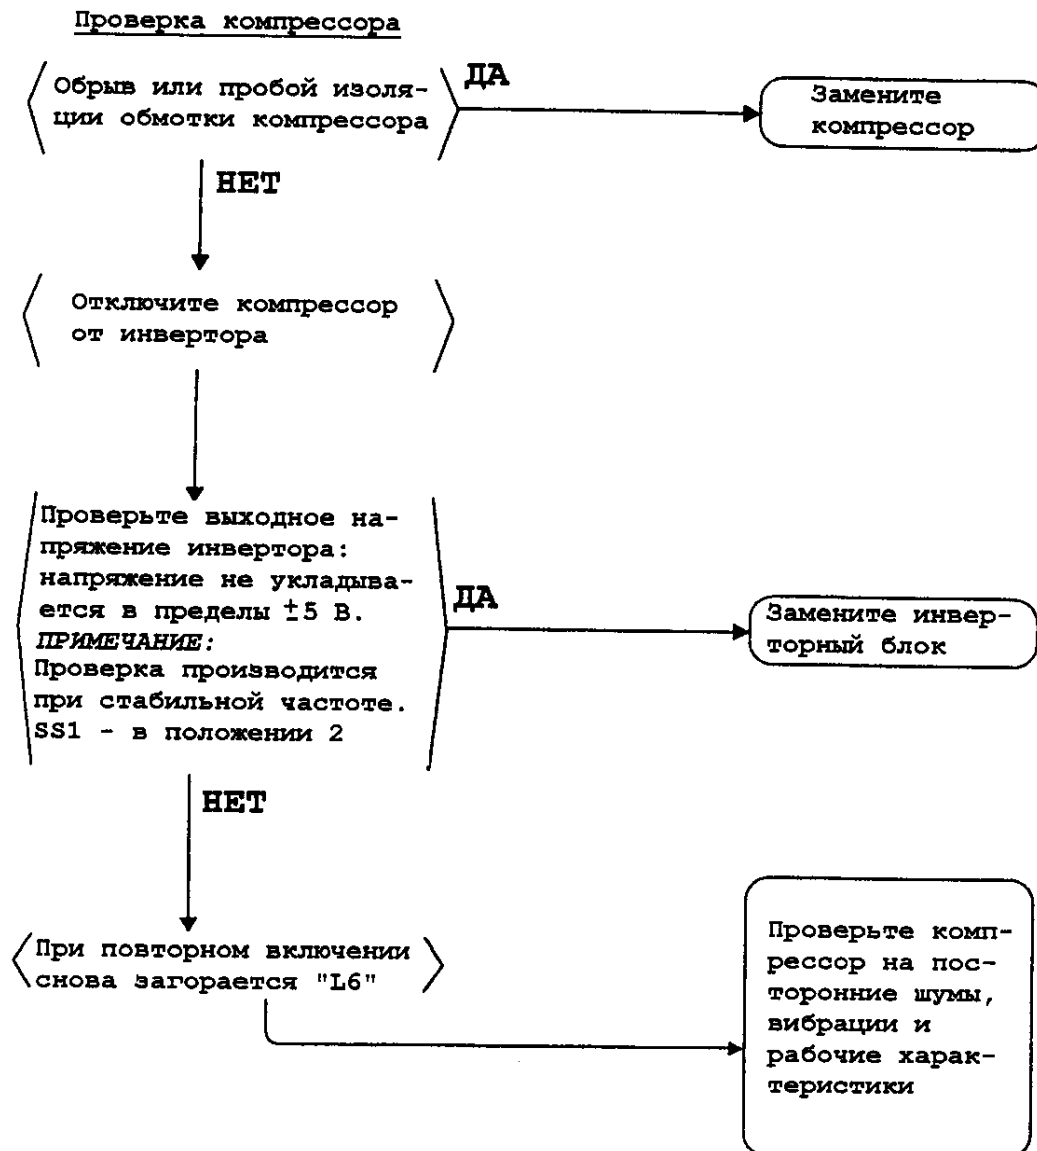 Проверка компрессора
Обрыв или пробой изоля-
ции обмотки компрессора
ДА
Замените
компрессор
НЕТ
Отключите компрессор
от инвертора
Проверьте выходное на-
пряжение инвертора:
напряжение не укладыва-
ется в пределы ±5 В.
ПРИМЕЧАНИЕ:
Проверка производится
при стабильной частоте.
SS1 - в положении 2
ДА
Замените инвер-
торный блок
НЕТ
При повторном включении
снова загорается "L6"
Проверьте комп-
рессор на пос-
торонние шумы,
вибрации и
рабочие харак-
теристики